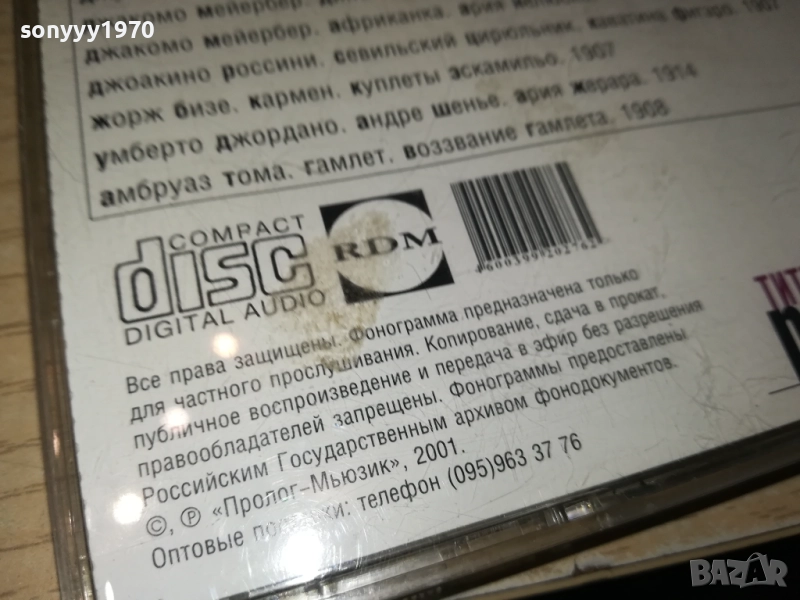 sonyyy1970
джакомо мейербер. африканка. ария
джоакино россини. севильский цирюльник. каватина фигаро. 1907
жорж бизе. кармен. куплеты эскамильо. 1907
умберто джордано. андре шенье. ария жерара. 1914
амбруаз тома. гамлет. воззвание гамлета. 1908
COMPACT
disc
DIGITAL AUDIO
RDM
Все права защищены. Фонограмма предназначена только
для частного прослушивания. Копирование, сдача в прокат,
публичное воспроизведение и передача в эфир без разрешения
правообладателей запрещены. Фонограммы предоставлены
Российским Государственным архивом фонодокументов.
©, ℗ «Пролог-Мьюзик», 2001.
Оптовые телефон (095)963 37 76
BAZAR